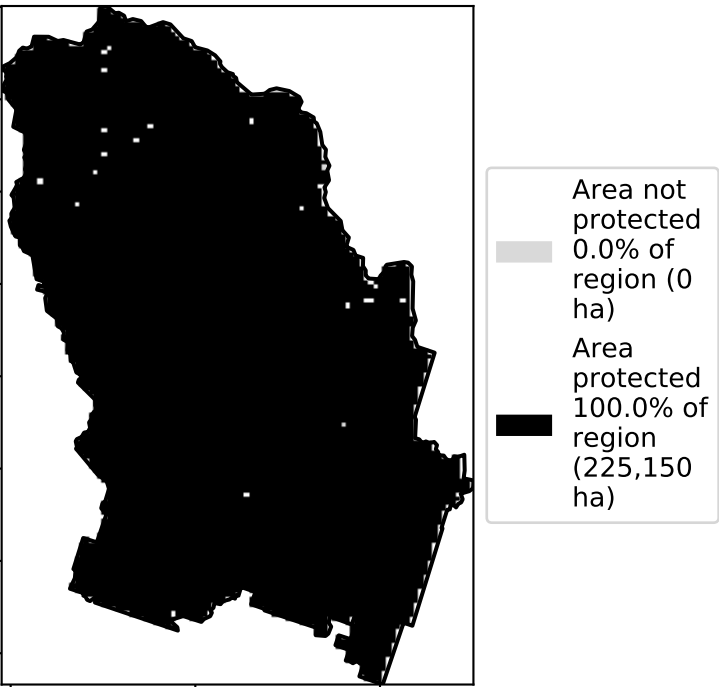 Area not
protected
0.0% of
region (0
ha)
Area
protected
100.0% of
region
(225,150
ha)